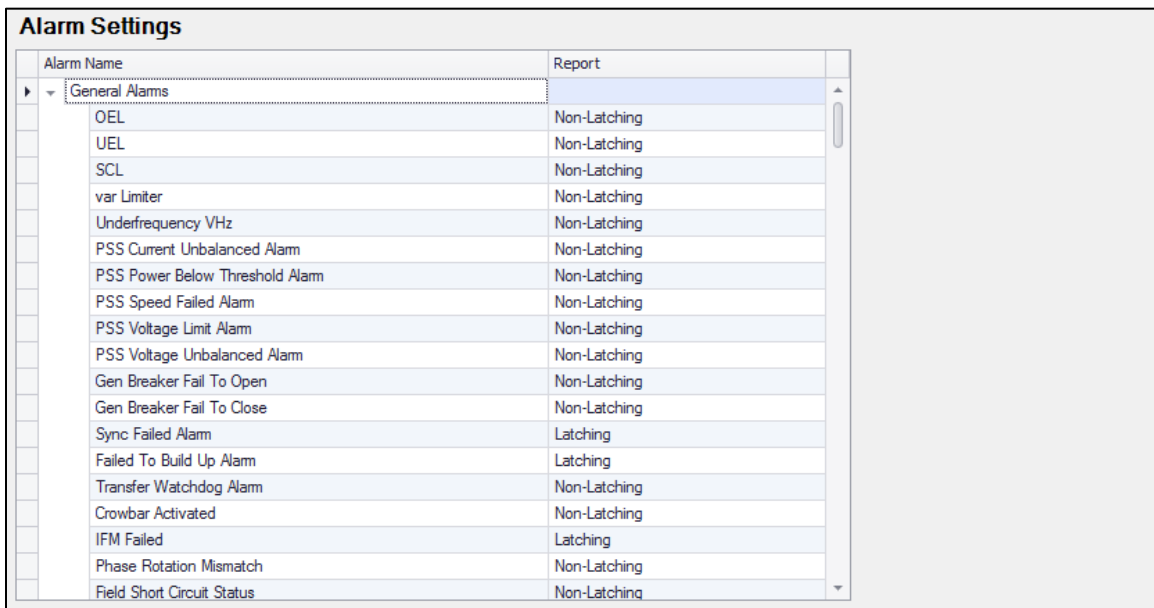 Alarm Settings
Alarm Name Report
General Alarms
OEL Non-Latching
UEL Non-Latching
SCL Non-Latching
var Limiter Non-Latching
Underfrequency VHz Non-Latching
PSS Current Unbalanced Alarm Non-Latching
PSS Power Below Threshold Alarm Non-Latching
PSS Speed Failed Alarm Non-Latching
PSS Voltage Limit Alarm Non-Latching
PSS Voltage Unbalanced Alarm Non-Latching
Gen Breaker Fail To Open Non-Latching
Gen Breaker Fail To Close Non-Latching
Sync Failed Alarm Latching
Failed To Build Up Alarm Latching
Transfer Watchdog Alarm Non-Latching
Crowbar Activated Non-Latching
IFM Failed Latching
Phase Rotation Mismatch Non-Latching
Field Short Circuit Status Non-Latching